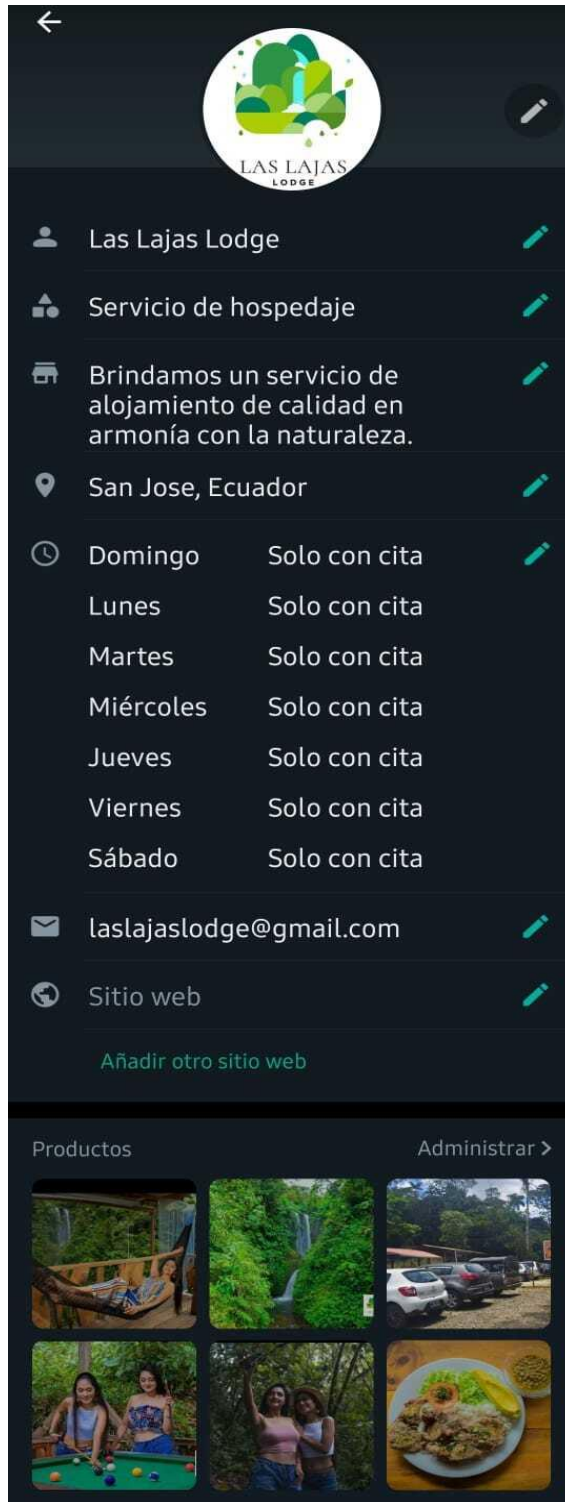 LAS LAJAS
LODGE
Las Lajas Lodge
Servicio de hospedaje
Brindamos un servicio de
alojamiento de calidad en
armonía con la naturaleza.
San Jose, Ecuador
Domingo Solo con cita
Lunes Solo con cita
Martes Solo con cita
Miércoles Solo con cita
Jueves Solo con cita
Viernes Solo con cita
Sábado Solo con cita
laslajaslodge@gmail.com
Sitio web
Añadir otro sitio web
Productos Administrar >